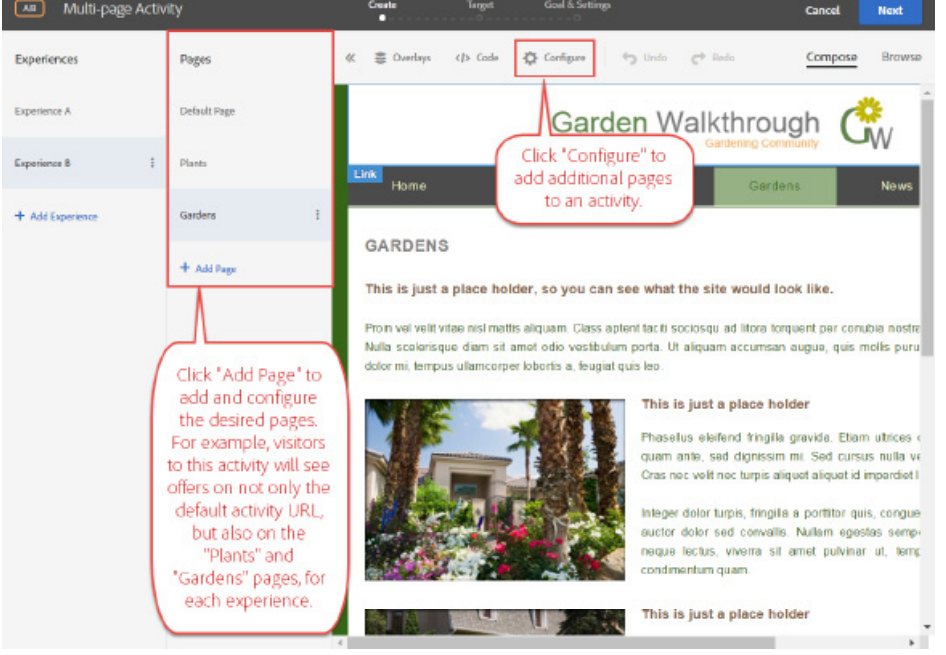 AB Multi-page Activity
Create Target Goal & Settings
Cancel Next
Experiences
Experience A
Experience B
+ Add Experience
Pages
Default Page
Plants
Gardens
+ Add Page
Overlays </> Code Configure Undo Redo Compose Browse
Garden Walkthrough GW
Gardening Community
Click "Configure" to
add additional pages
to an activity.
Link
Home Gardens News
GARDENS
This is just a place holder, so you can see what the site would look like.
Proin vel velit vitae nisl mattis aliquam. Class aptent taciti sociosqu ad litora torquent per conubia nostra
Nulla scelerisque diam sit amet odio vestibulum porta. Ut aliquam accumsan augue, quis mollis puru
dolor mi, tempus ullamcorper lobortis a, feugiat quis leo.
Click "Add Page" to
add and configure
the desired pages.
For example, visitors
to this activity will see
offers on not only the
default activity URL,
but also on the
"Plants" and
"Gardens" pages, for
each experience.
This is just a place holder
Phasellus eleifend fringilla gravida. Etiam ultrices
quam ante, sed dignissim mi. Sed cursus nulla ve
Cras nec velit nec turpis aliquet aliquet id imperdiet
Integer dolor turpis, fringilla a porttitor quis, congue
auctor dolor sed convallis. Nullam egestas semp
neque lectus, viverra sit amet pulvinar ut, temp
condimentum quam.
This is just a place holder